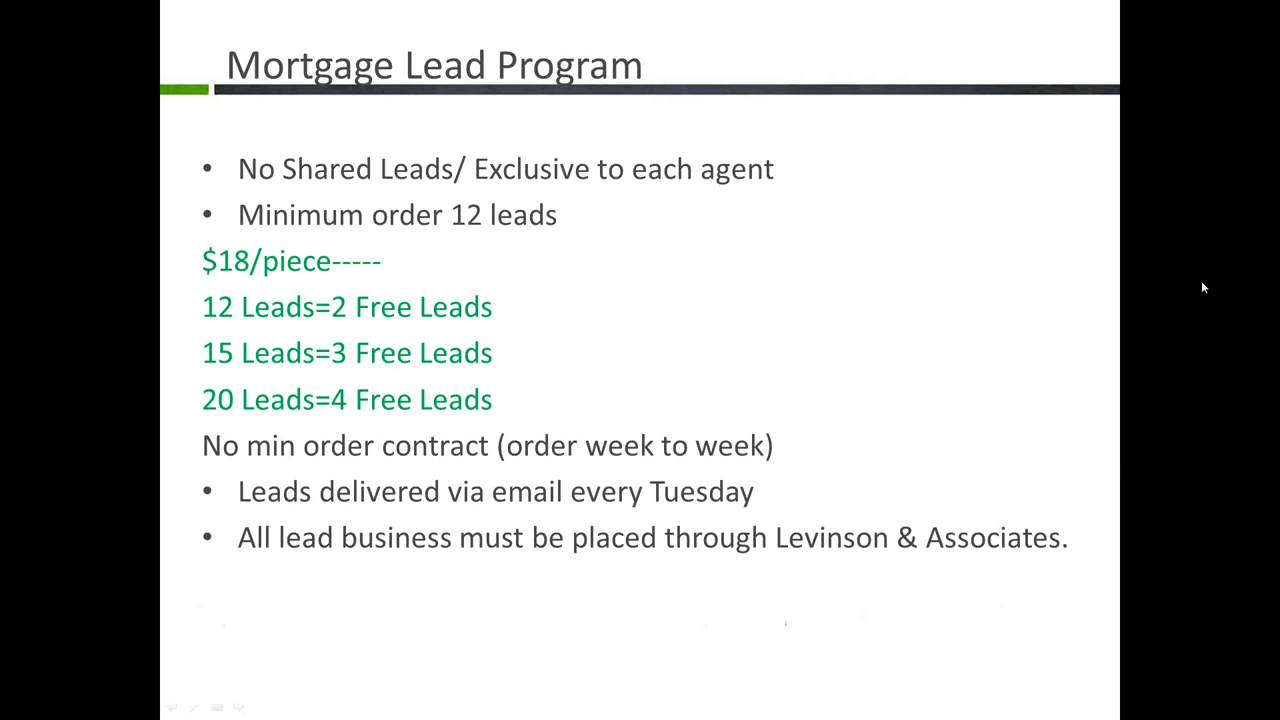 Mortgage Lead Program
• No Shared Leads/ Exclusive to each agent
• Minimum order 12 leads
$18/piece-----
12 Leads=2 Free Leads
15 Leads=3 Free Leads
20 Leads=4 Free Leads
No min order contract (order week to week)
• Leads delivered via email every Tuesday
• All lead business must be placed through Levinson & Associates.